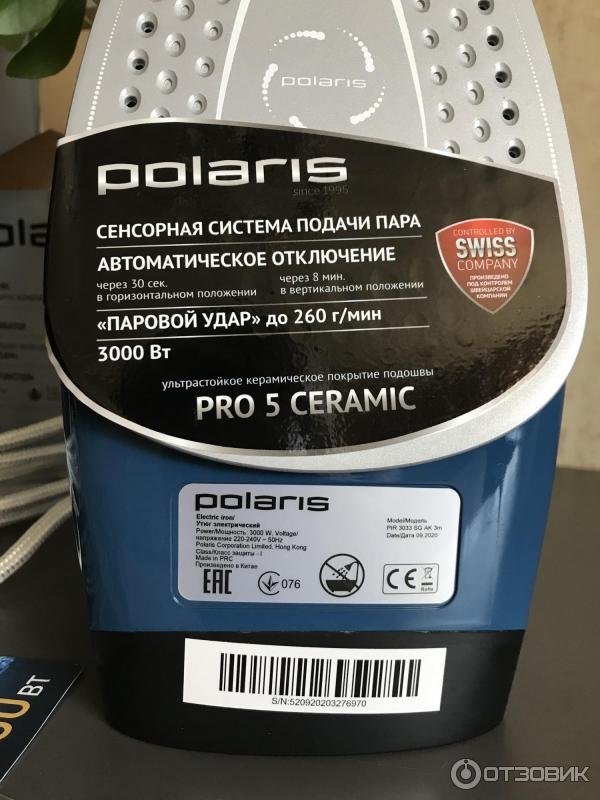 polaris
polaris
since 1995
СЕНСОРНАЯ СИСТЕМА ПОДАЧИ ПАРА
АВТОМАТИЧЕСКОЕ ОТКЛЮЧЕНИЕ
через 30 сек. через 8 мин.
в горизонтальном положении в вертикальном положении
«ПАРОВОЙ УДАР» до 260 г/мин
3000 Вт
CONTROLLED BY
SWISS
COMPANY
ПРОИЗВЕДЕНО
ПОД КОНТРОЛЕМ
ШВЕЙЦАРСКОЙ
КОМПАНИИ
ультрастойкое керамическое покрытие подошвы
PRO 5 CERAMIC
polaris
Electric iron/
Утюг электрический
Power/Мощность: 3000 W, Voltage/
напряжение 220-240V ~ 50Hz
Polaris Corporation Limited, Hong Kong
Class/Класс защиты - I
Made in PRC
Произведено в Китае
Model/Модель
PIR 3033 SG AK 3m
Date/Дата 09.2020
EAC
076
CE
RoHS
S/N:520920203276970
ВТ
ОТЗОВИК